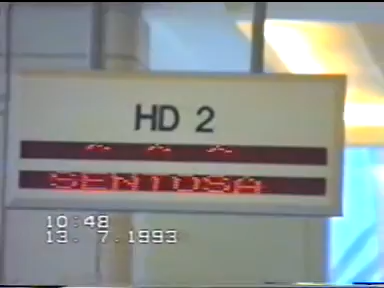 HD 2
^ ^ ^
SENTOSA
10:48
13. 7.1993